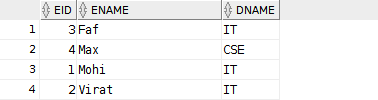 EID ENAME DNAME
1 3 Faf IT
2 4 Max CSE
3 1 Mohi IT
4 2 Virat IT